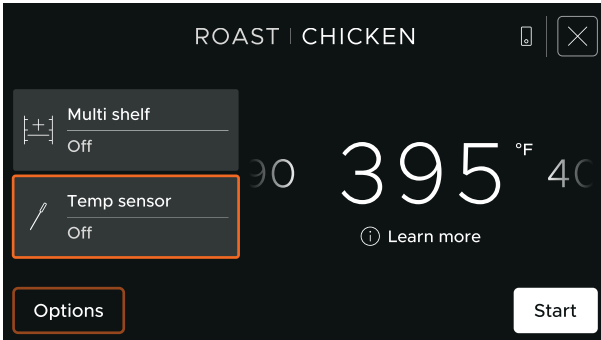 ROAST | CHICKEN
Multi shelf
Off
Temp sensor
Off
395 °F
Learn more
Options
Start